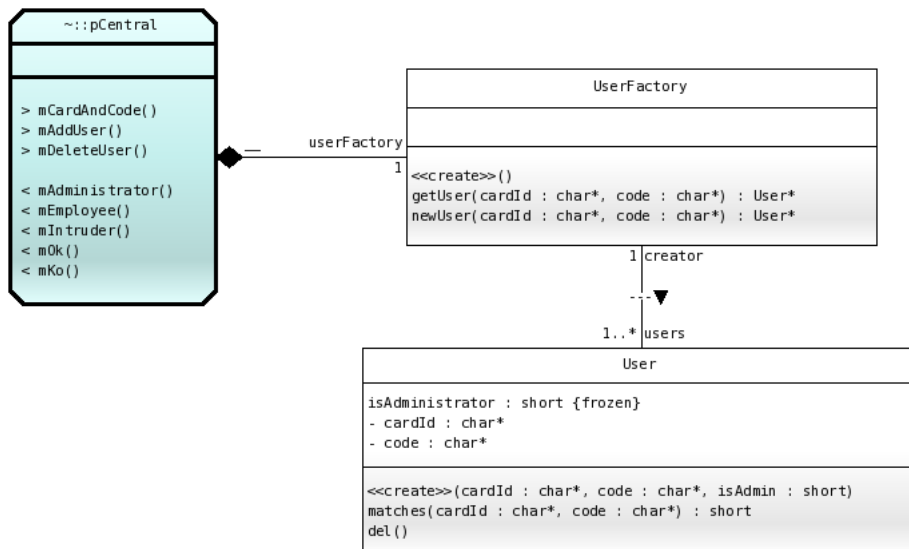 ~::pCentral
> mCardAndCode()
> mAddUser()
> mDeleteUser()
< mAdministrator()
< mEmployee()
< mIntruder()
< mOk()
< mKo()
userFactory
1
UserFactory
<<create>>()
getUser(cardId : char*, code : char*) : User*
newUser(cardId : char*, code : char*) : User*
1 creator
1..* users
User
isAdministrator : short {frozen}
- cardId : char*
- code : char*
<<create>>(cardId : char*, code : char*, isAdmin : short)
matches(cardId : char*, code : char*) : short
del()